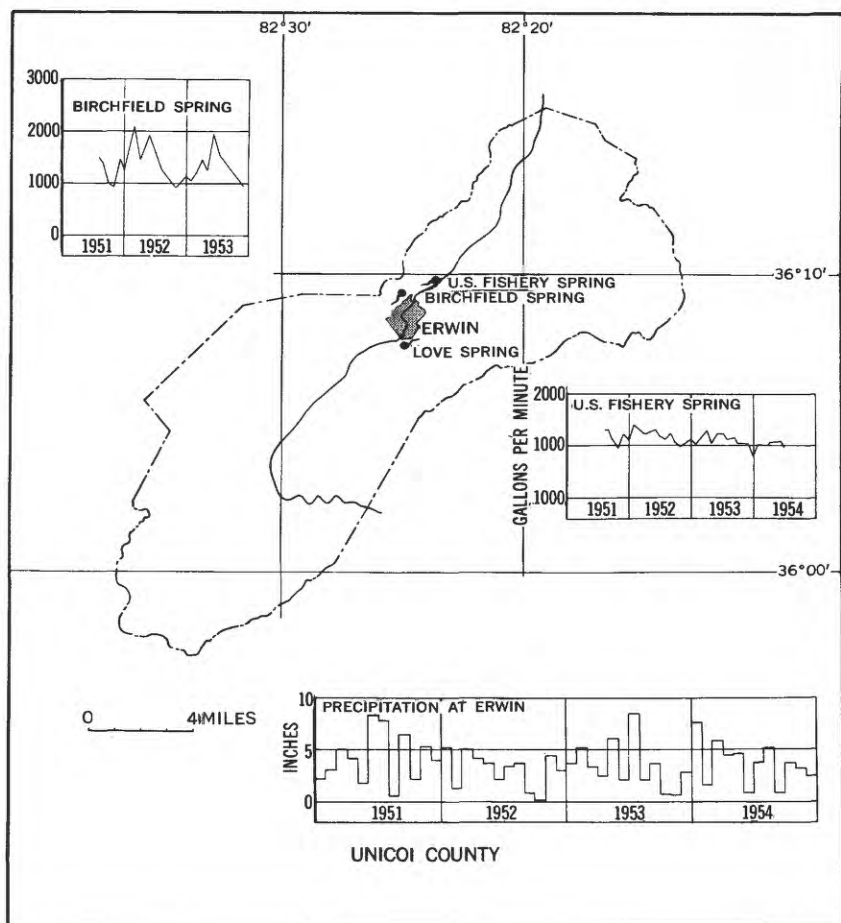 82°30'
82°20'
3000
BIRCHFIELD SPRING
2000
1000
0
1951
1952
1953
36°10'
U.S. FISHERY SPRING
BIRCHFIELD SPRING
ERWIN
LOVE SPRING
GALLONS PER MINUTE
2000
U.S. FISHERY SPRING
1000
1000
1951
1952
1953
1954
36°00'
0
4 MILES
INCHES
10
PRECIPITATION AT ERWIN
5
0
1951
1952
1953
1954
UNICOI COUNTY